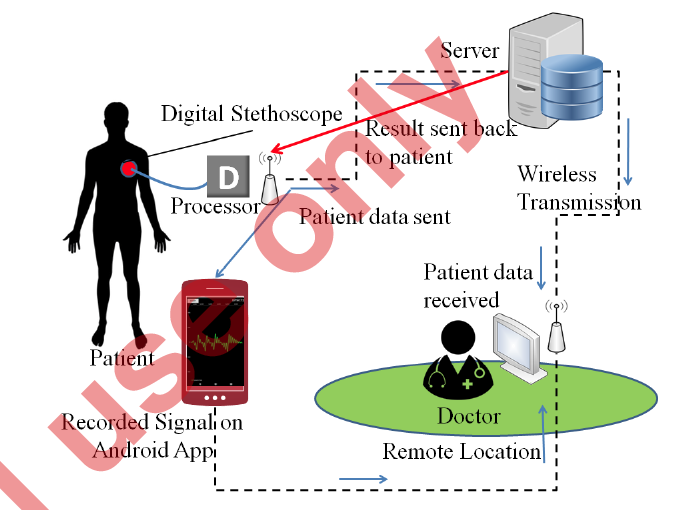 Server
Digital Stethoscope
Result sent back
to patient
D
Processor
Wireless
Transmission
Patient data sent
Patient data
received
Patient
Doctor
Recorded Signal on
Android App
Remote Location
use only